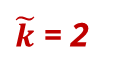 k̃ = 2